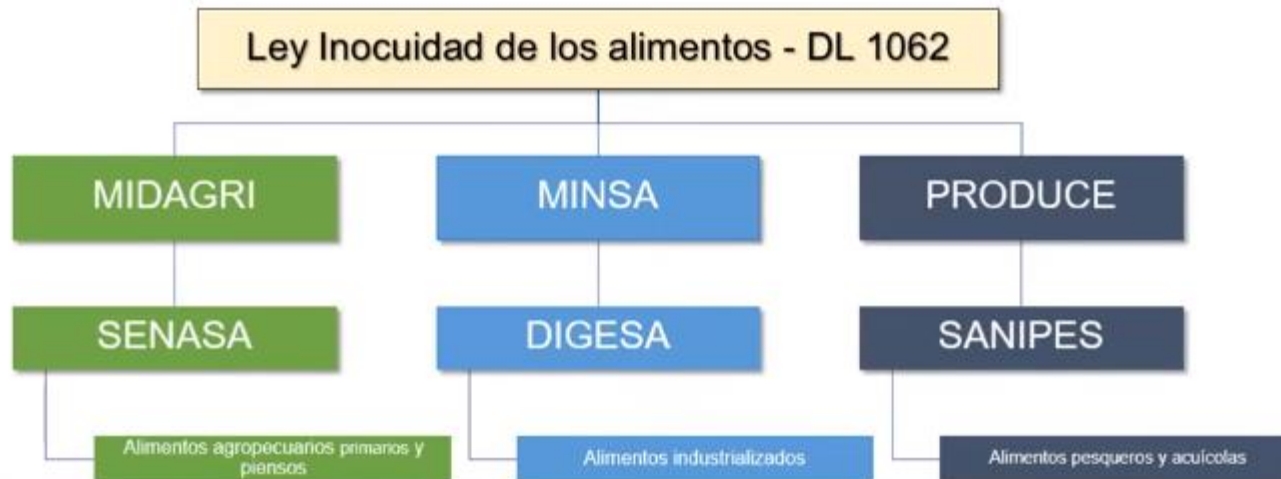 Ley Inocuidad de los alimentos - DL 1062
MIDAGRI
MINSA
PRODUCE
SENASA
DIGESA
SANIPES
Alimentos agropecuarios primarios y
piensos
Alimentos industrializados
Alimentos pesqueros y acuícolas